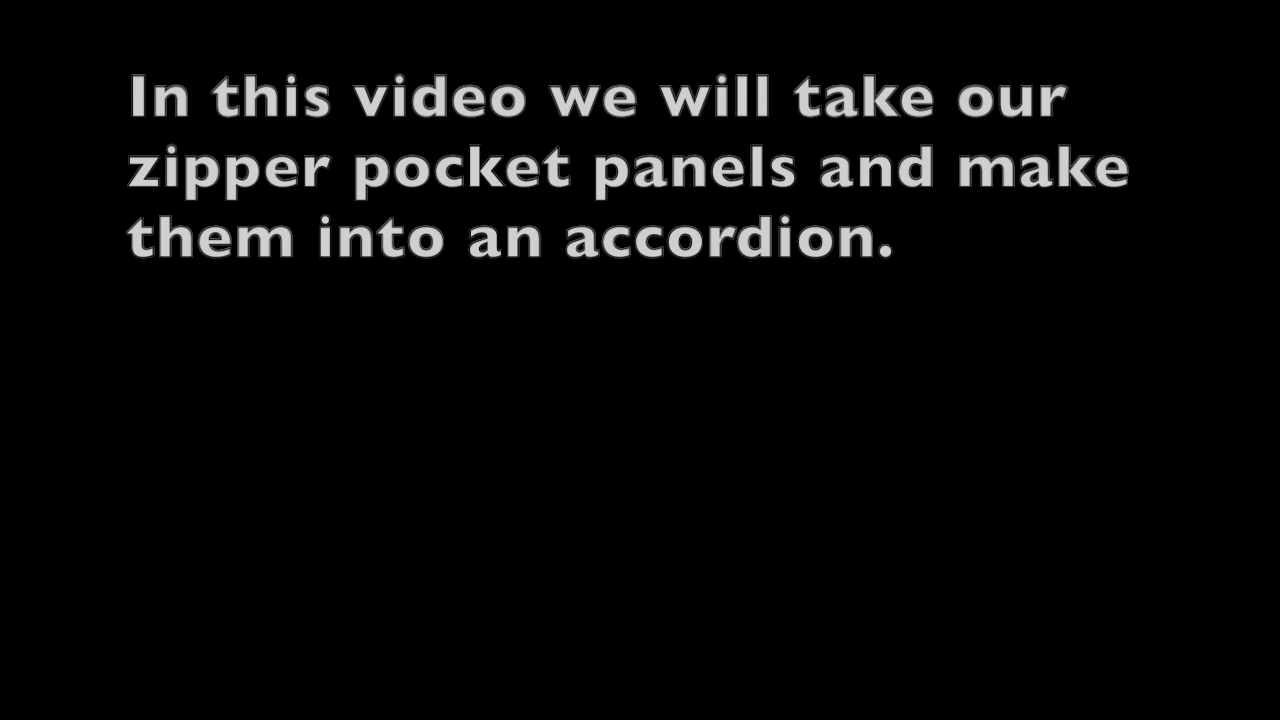 In this video we will take our
zipper pocket panels and make
them into an accordion.